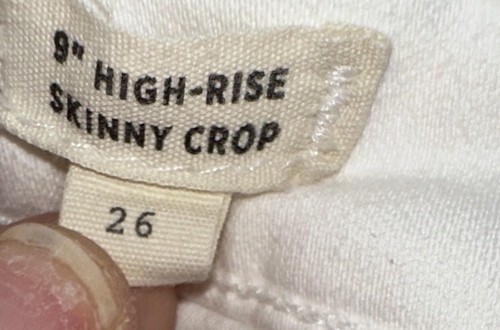 9" HIGH-RISE
SKINNY CROP
26